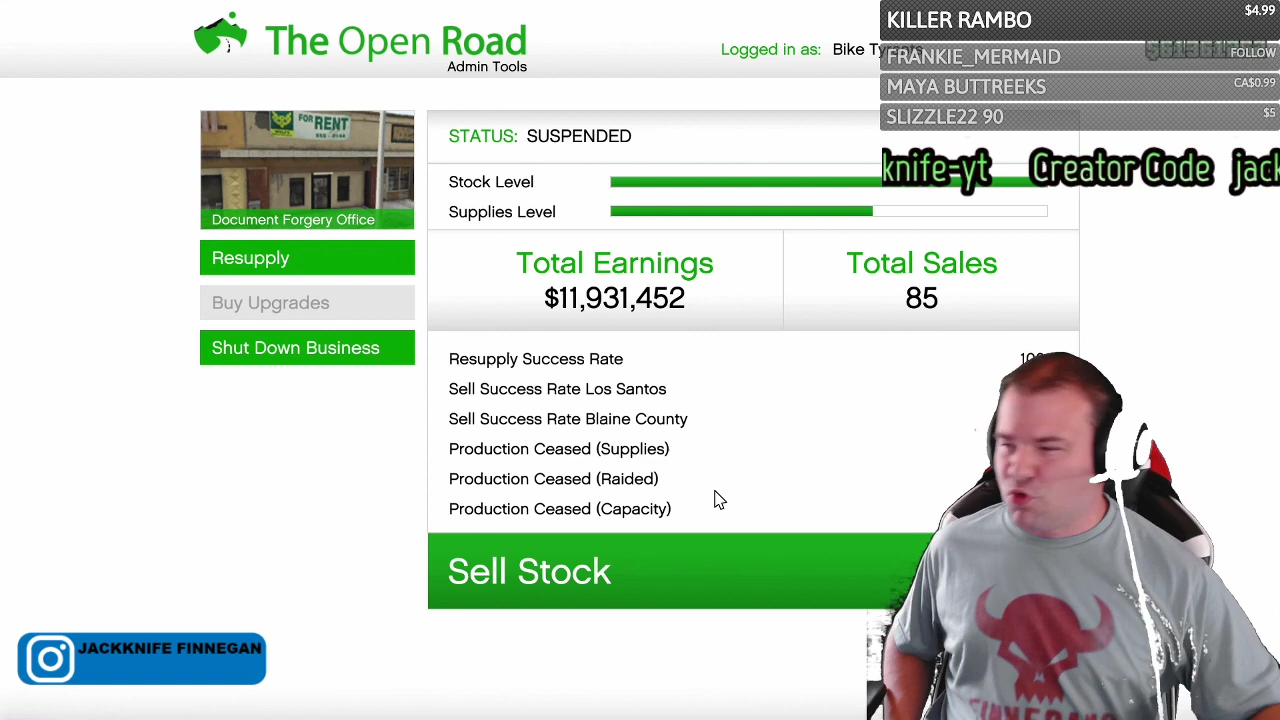 The Open Road
Admin Tools
Logged in as: Bike
KILLER RAMBO $4.99
FRANKIE_MERMAID FOLLOW
MAYA BUTTREEKS CA$0.99
SLIZZLE22 90 $5
knife-yt Creator Code jack
FOR RENT
Document Forgery Office
Resupply
Buy Upgrades
Shut Down Business
STATUS: SUSPENDED
Stock Level
Supplies Level
Total Earnings
$11,931,452
Total Sales
85
Resupply Success Rate
Sell Success Rate Los Santos
Sell Success Rate Blaine County
Production Ceased (Supplies)
Production Ceased (Raided)
Production Ceased (Capacity)
Sell Stock
JACKKNIFE FINNEGAN